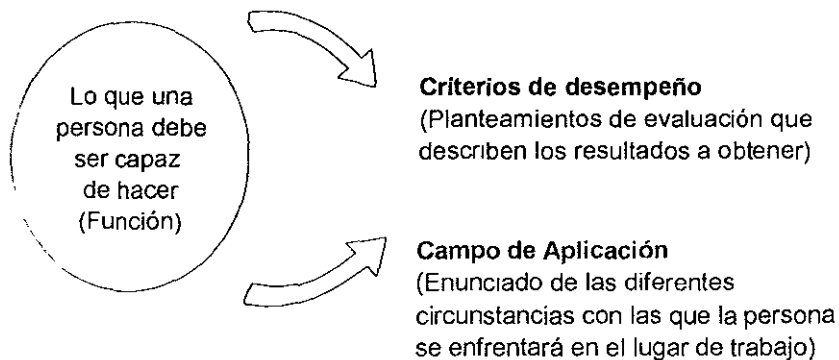 Lo que una
persona debe
ser capaz
de hacer
(Función)
Criterios de desempeño
(Planteamientos de evaluación que
describen los resultados a obtener)
Campo de Aplicación
(Enunciado de las diferentes
circunstancias con las que la persona
se enfrentará en el lugar de trabajo)